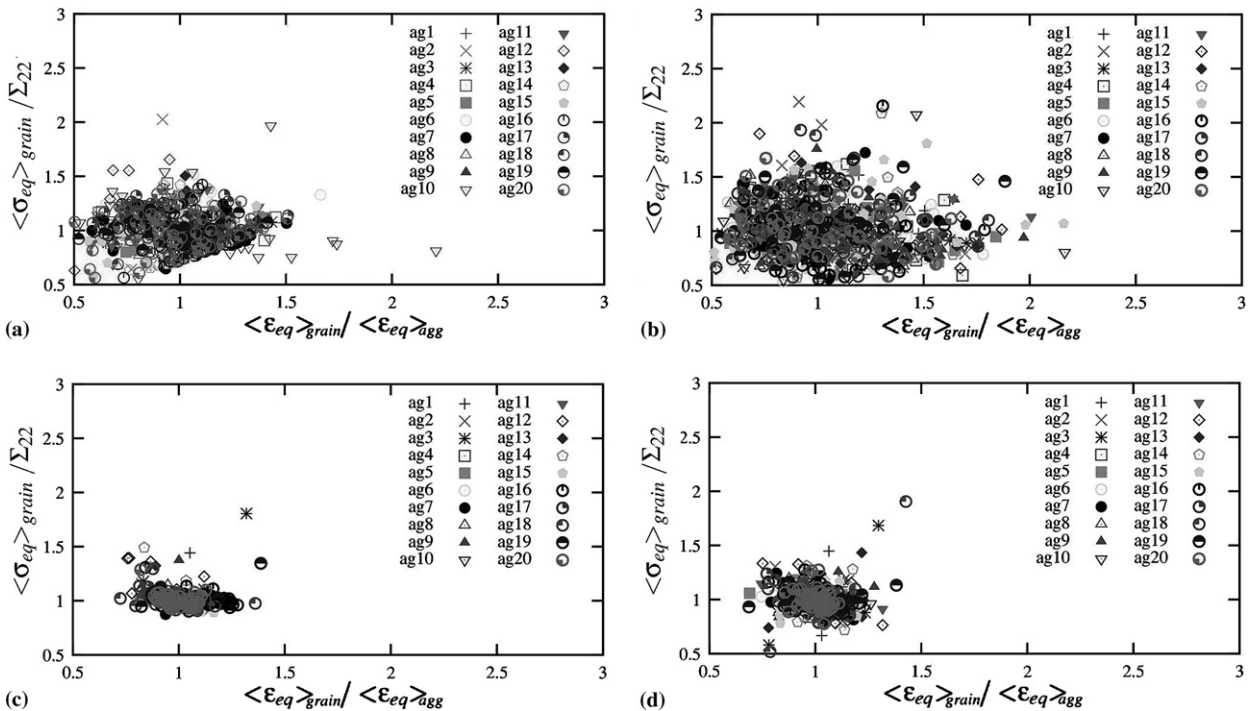 3
2.5
2
1.5
1
0.5
0.5 1 1.5 2 2.5 3
<σeq>grain /Σ22
<εeq>grain/ <εeq>agg
ag1 ag11
ag2 ag12
ag3 ag13
ag4 ag14
ag5 ag15
ag6 ag16
ag7 ag17
ag8 ag18
ag9 ag19
ag10 ag20
(a)
3
2.5
2
1.5
1
0.5
0.5 1 1.5 2 2.5 3
<σeq>grain /Σ22
<εeq>grain/ <εeq>agg
ag1 ag11
ag2 ag12
ag3 ag13
ag4 ag14
ag5 ag15
ag6 ag16
ag7 ag17
ag8 ag18
ag9 ag19
ag10 ag20
(b)
3
2.5
2
1.5
1
0.5
0.5 1 1.5 2 2.5 3
<σeq>grain /Σ22
<εeq>grain/ <εeq>agg
ag1 ag11
ag2 ag12
ag3 ag13
ag4 ag14
ag5 ag15
ag6 ag16
ag7 ag17
ag8 ag18
ag9 ag19
ag10 ag20
(c)
3
2.5
2
1.5
1
0.5
0.5 1 1.5 2 2.5 3
<σeq>grain /Σ22
<εeq>grain/ <εeq>agg
ag1 ag11
ag2 ag12
ag3 ag13
ag4 ag14
ag5 ag15
ag6 ag16
ag7 ag17
ag8 ag18
ag9 ag19
ag10 ag20
(d)